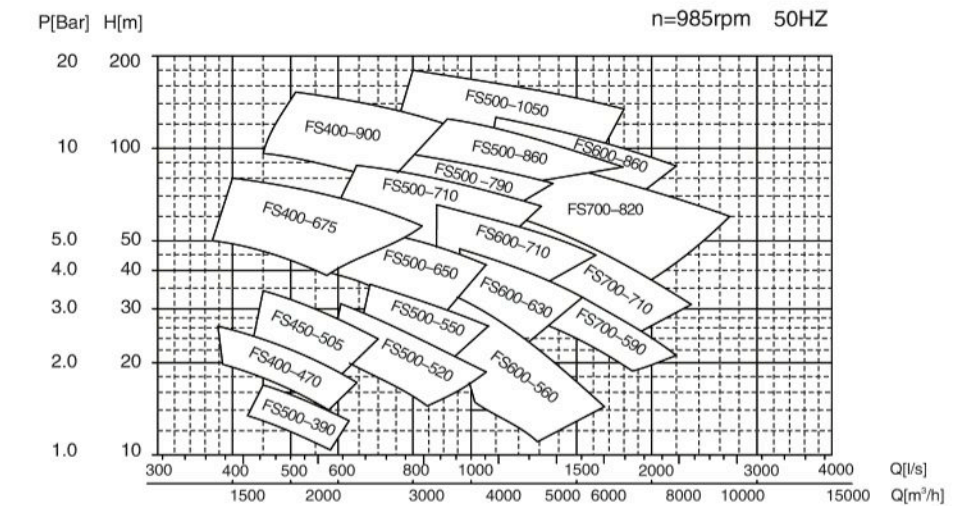 n=985rpm 50HZ
P[Bar] H[m]
20 200
10 100
5.0 50
4.0 40
3.0 30
2.0 20
1.0 10
FS500–1050
FS400–900
FS500–860
FS600–860
FS500–790
FS500–710
FS700–820
FS400–675
FS600–710
FS500–650
FS700–710
FS600–630
FS500–550
FS700–590
FS450–505
FS500–520
FS400–470
FS600–560
FS500–390
300 400 500 600 800 1000 1500 2000 3000 4000 Q[l/s]
1500 2000 3000 4000 5000 6000 8000 10000 15000 Q[m³/h]